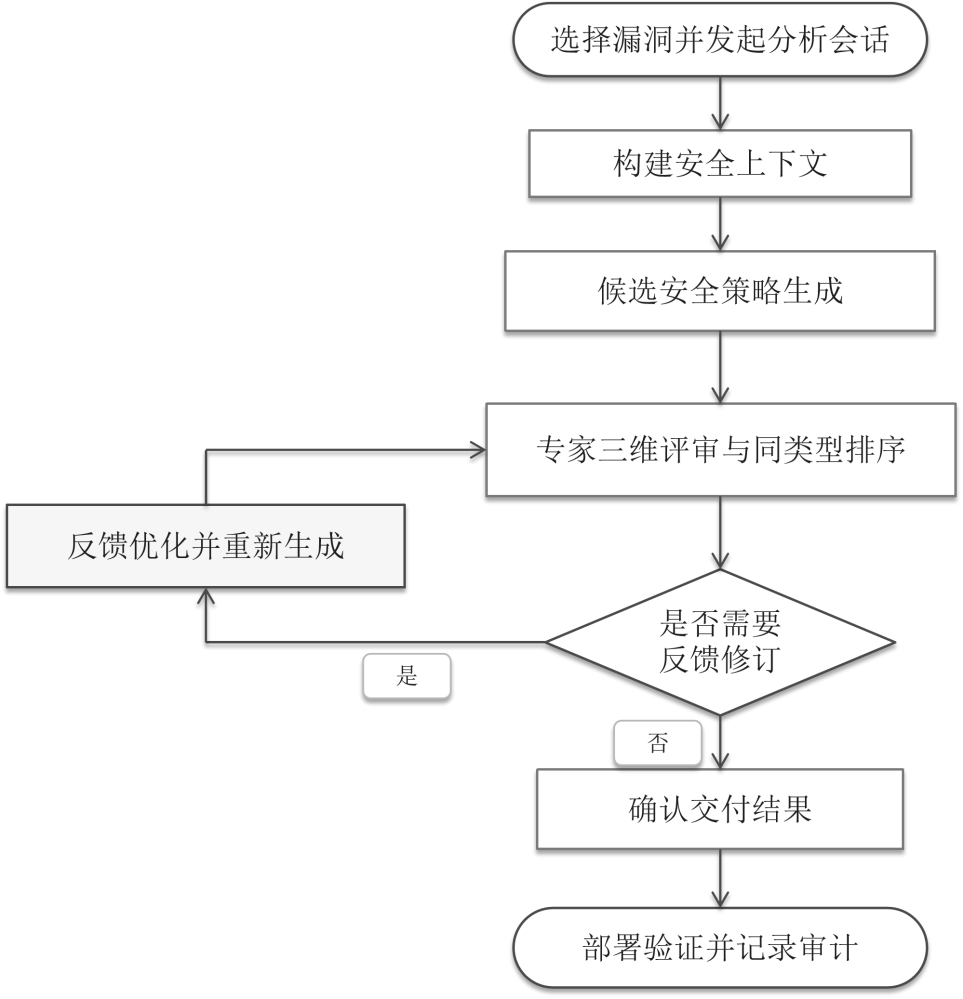 选择漏洞并发起分析会话
构建安全上下文
候选安全策略生成
专家三维评审与同类型排序
反馈优化并重新生成
是否需要
反馈修订
是
否
确认交付结果
部署验证并记录审计